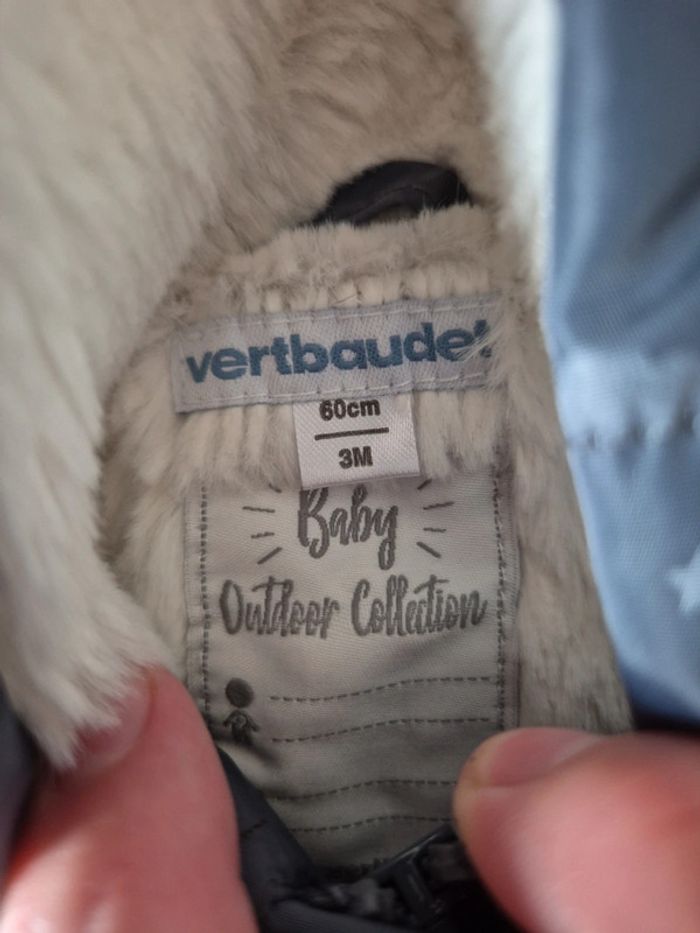 vertbaudet
60cm
3M
Baby
Outdoor Collection